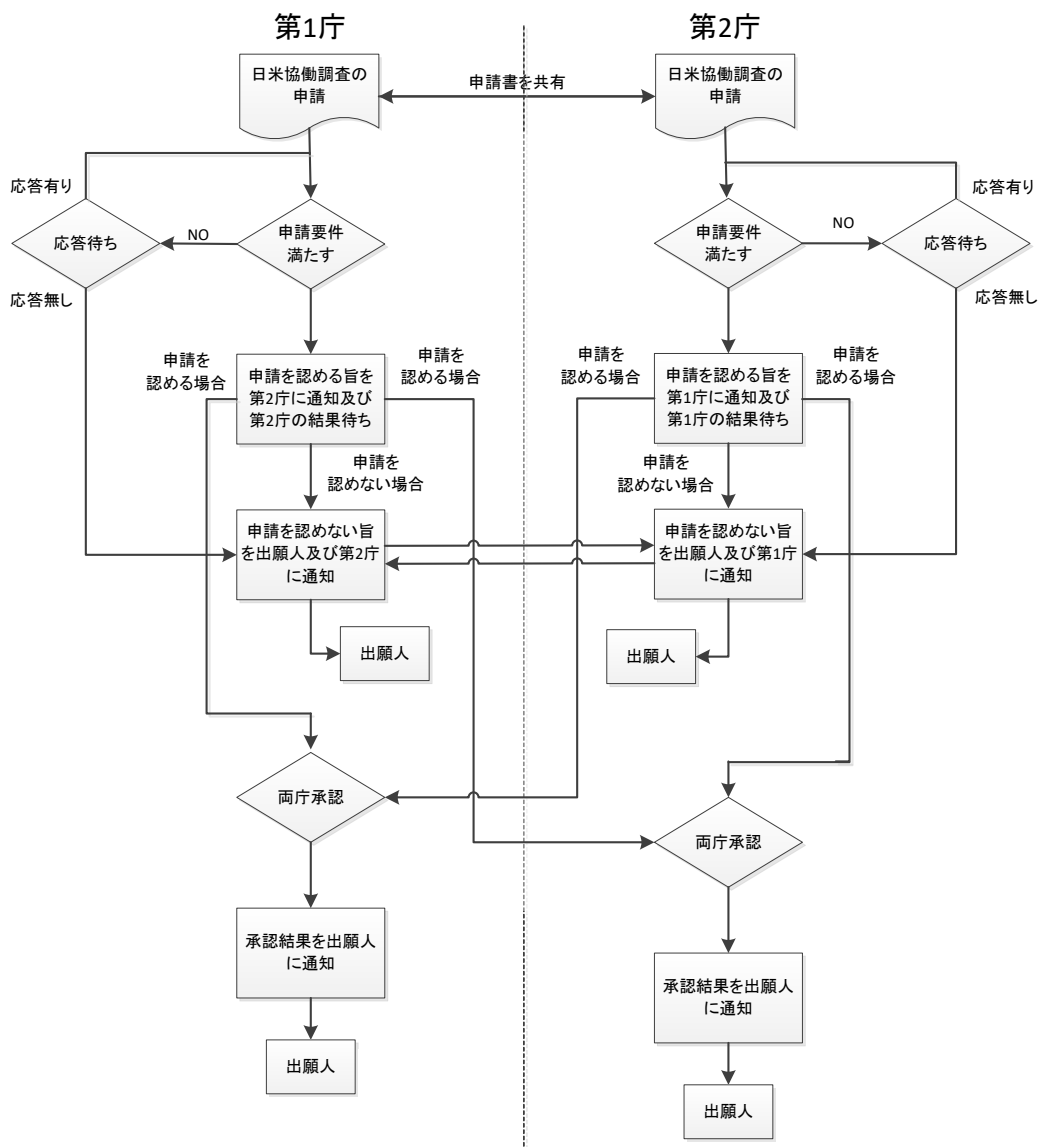 第1庁
第2庁
日米協働調査の
申請
申請書を共有
日米協働調査の
申請
応答有り
応答待ち
NO
申請要件
満たす
応答無し
申請要件
満たす
NO
応答有り
応答待ち
応答無し
申請を
認める場合
申請を認める旨を
第2庁に通知及び
第2庁の結果待ち
申請を
認める場合
申請を
認める場合
申請を認める旨を
第1庁に通知及び
第1庁の結果待ち
申請を
認める場合
申請を
認めない場合
申請を
認めない場合
申請を認めない旨
を出願人及び第2庁
に通知
申請を認めない旨
を出願人及び第1庁
に通知
出願人
出願人
両庁承認
両庁承認
承認結果を出願人
に通知
承認結果を出願人
に通知
出願人
出願人